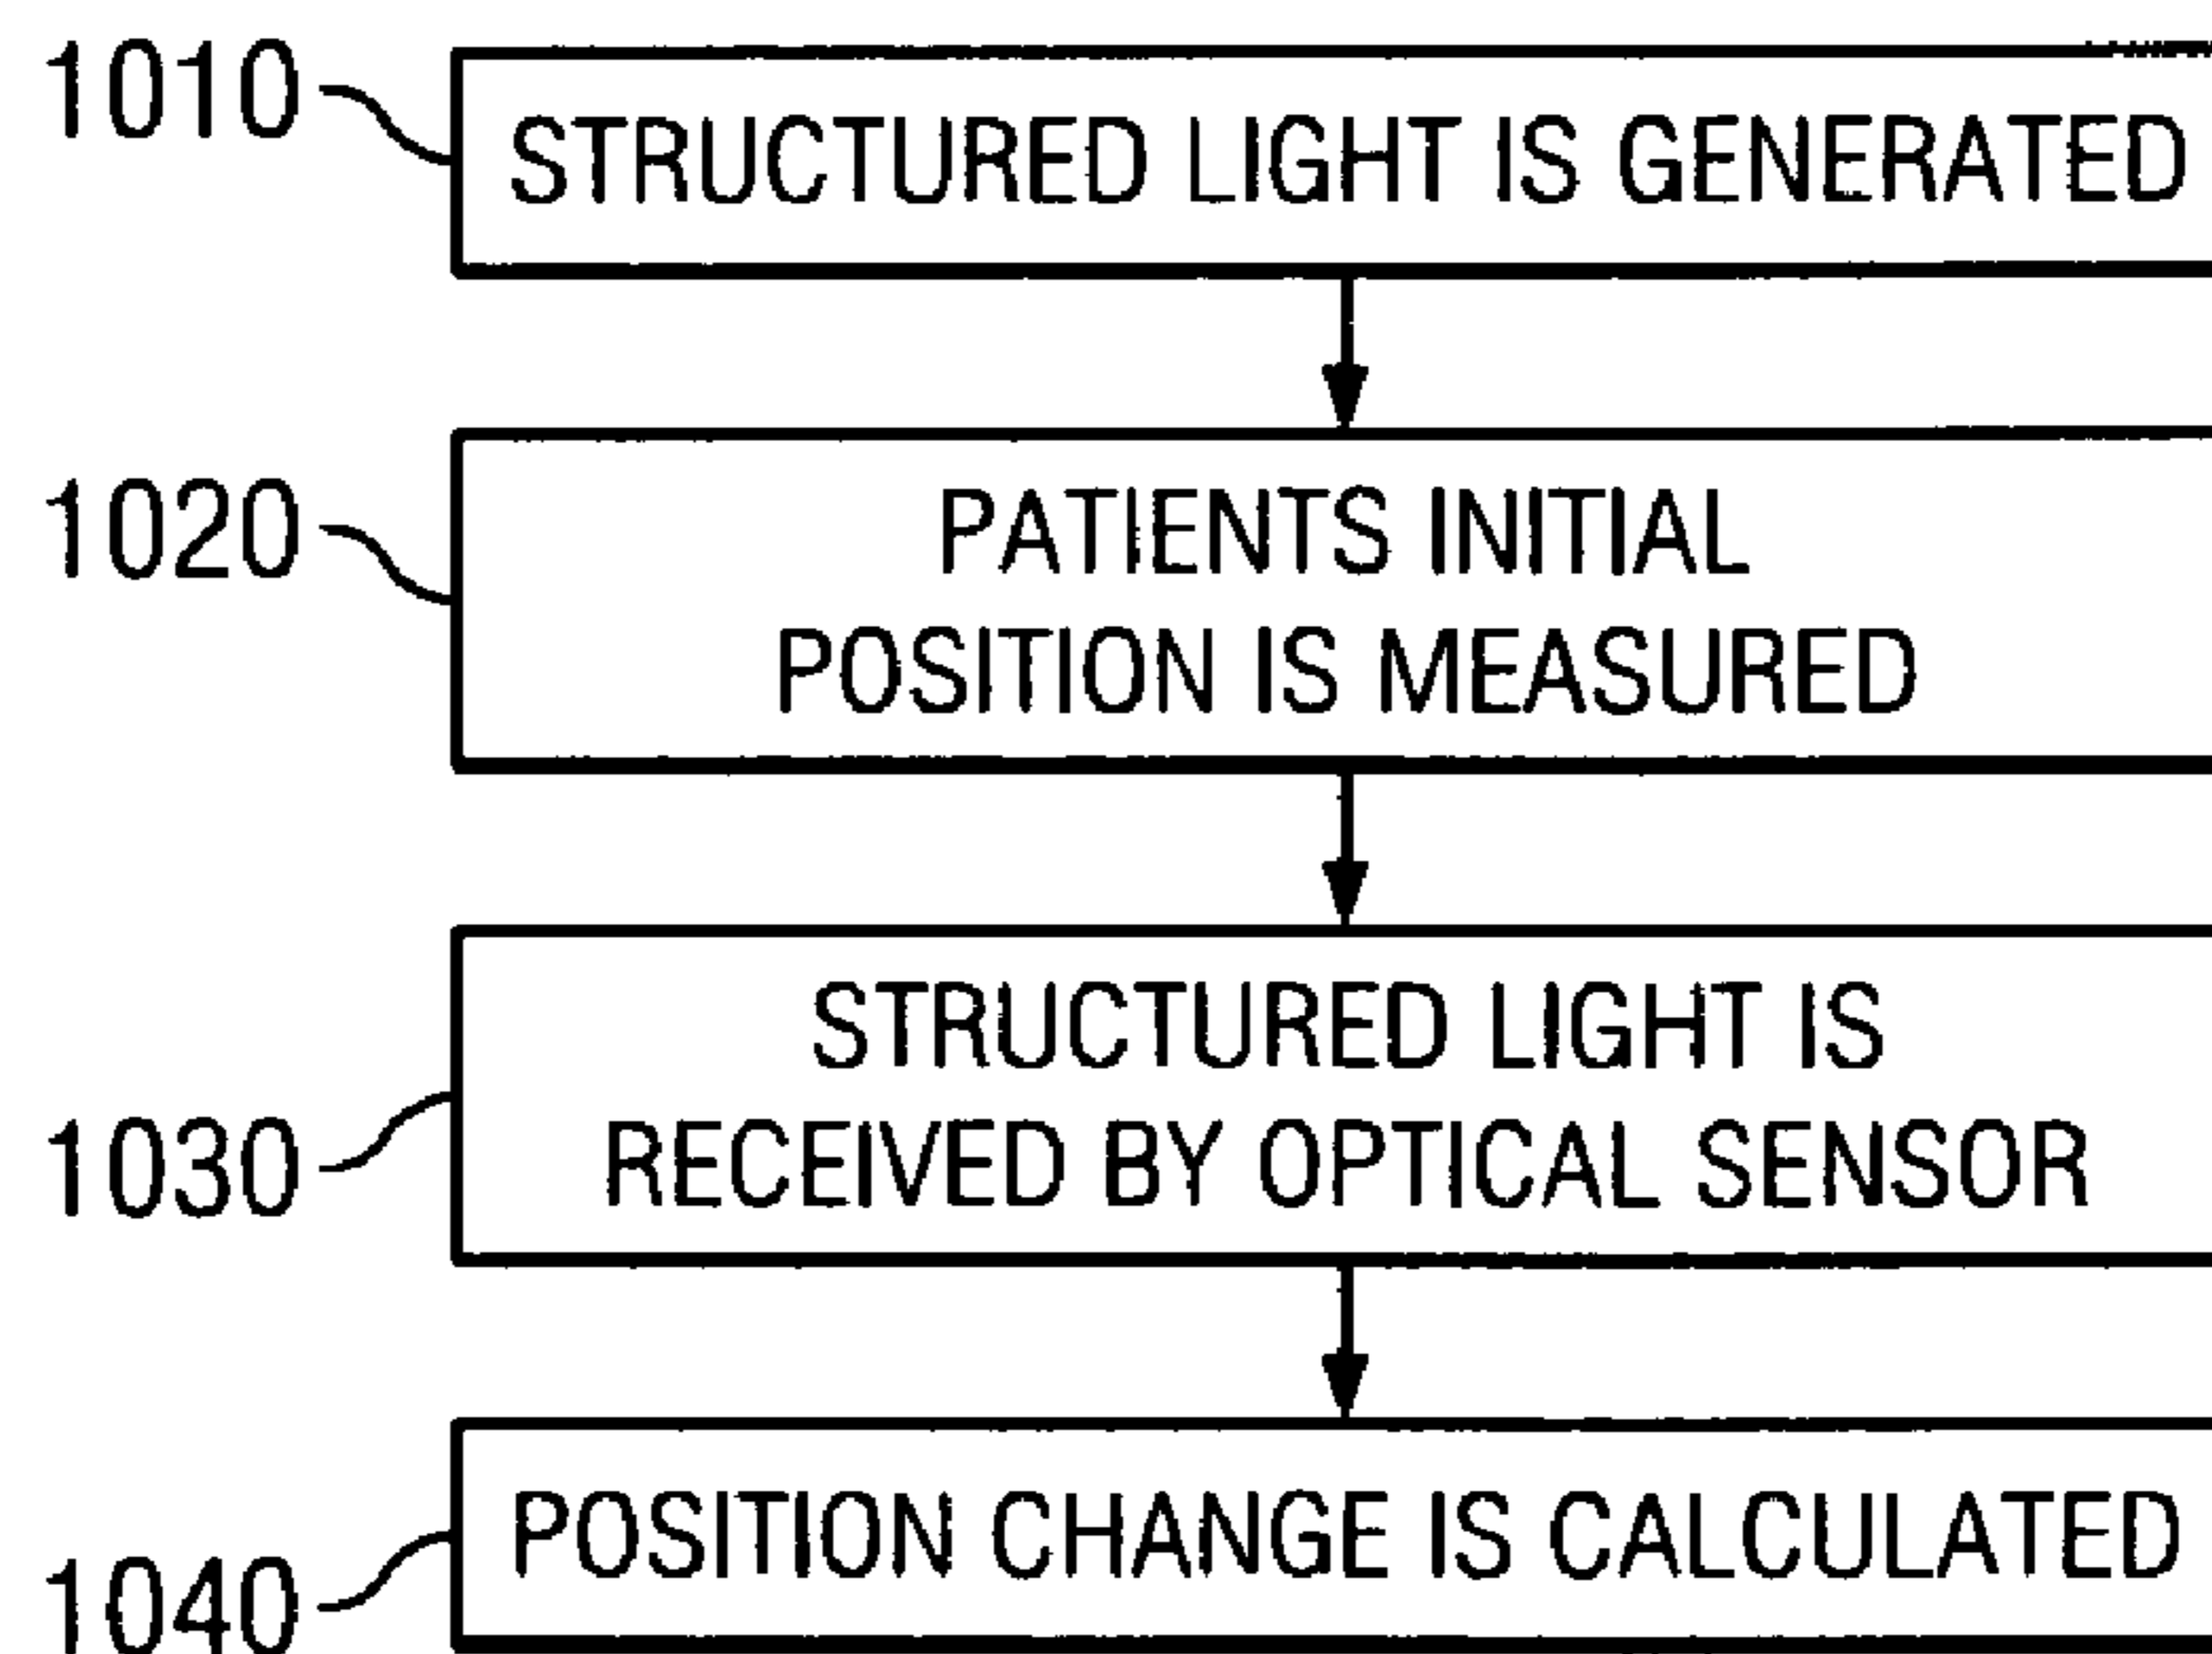 1010
STRUCTURED LIGHT IS GENERATED
1020
PATIENTS INITIAL
POSITION IS MEASURED
STRUCTURED LIGHT IS
RECEIVED BY OPTICAL SENSOR
1030
POSITION CHANGE IS CALCULATED
1040